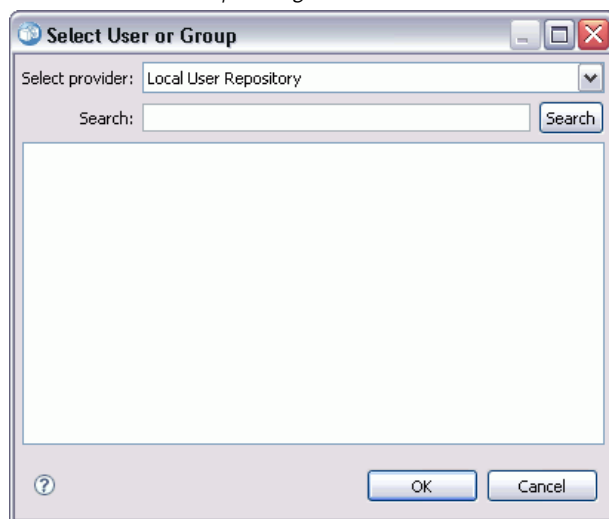 Select User or Group
Select provider: Local User Repository
Search: Search
? OK Cancel